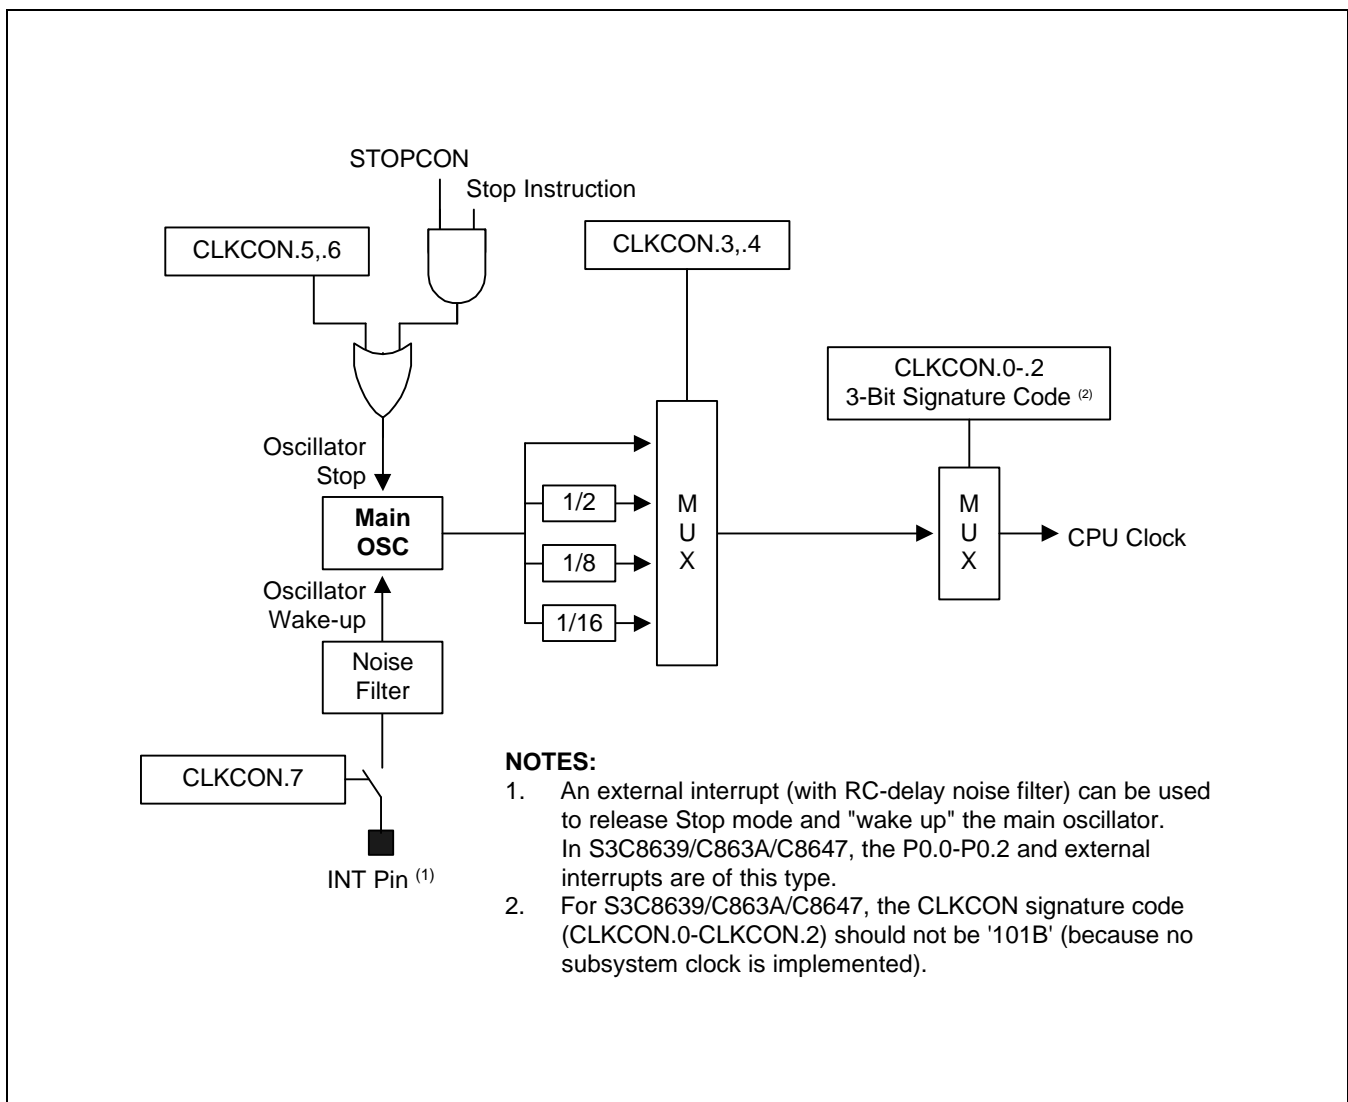 STOPCON
Stop Instruction
CLKCON.5,.6
CLKCON.3,.4
CLKCON.0-.2
3-Bit Signature Code (2)
Oscillator
Stop
Main
OSC
1/2
1/8
1/16
M
U
X
M
U
X
CPU Clock
Oscillator
Wake-up
Noise
Filter
CLKCON.7
INT Pin (1)
NOTES:
1. An external interrupt (with RC-delay noise filter) can be used
to release Stop mode and "wake up" the main oscillator.
In S3C8639/C863A/C8647, the P0.0-P0.2 and external
interrupts are of this type.
2. For S3C8639/C863A/C8647, the CLKCON signature code
(CLKCON.0-CLKCON.2) should not be '101B' (because no
subsystem clock is implemented).